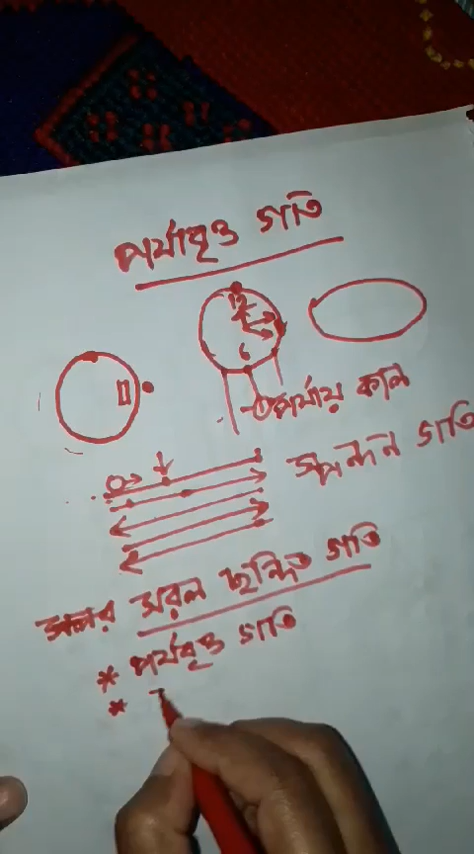 পর্যাবৃত্ত গতি
12
6
পর্যায় কাল
স্পন্দন গতি
সরল ছন্দিত গতি
* পর্যাবৃত্ত গতি
*